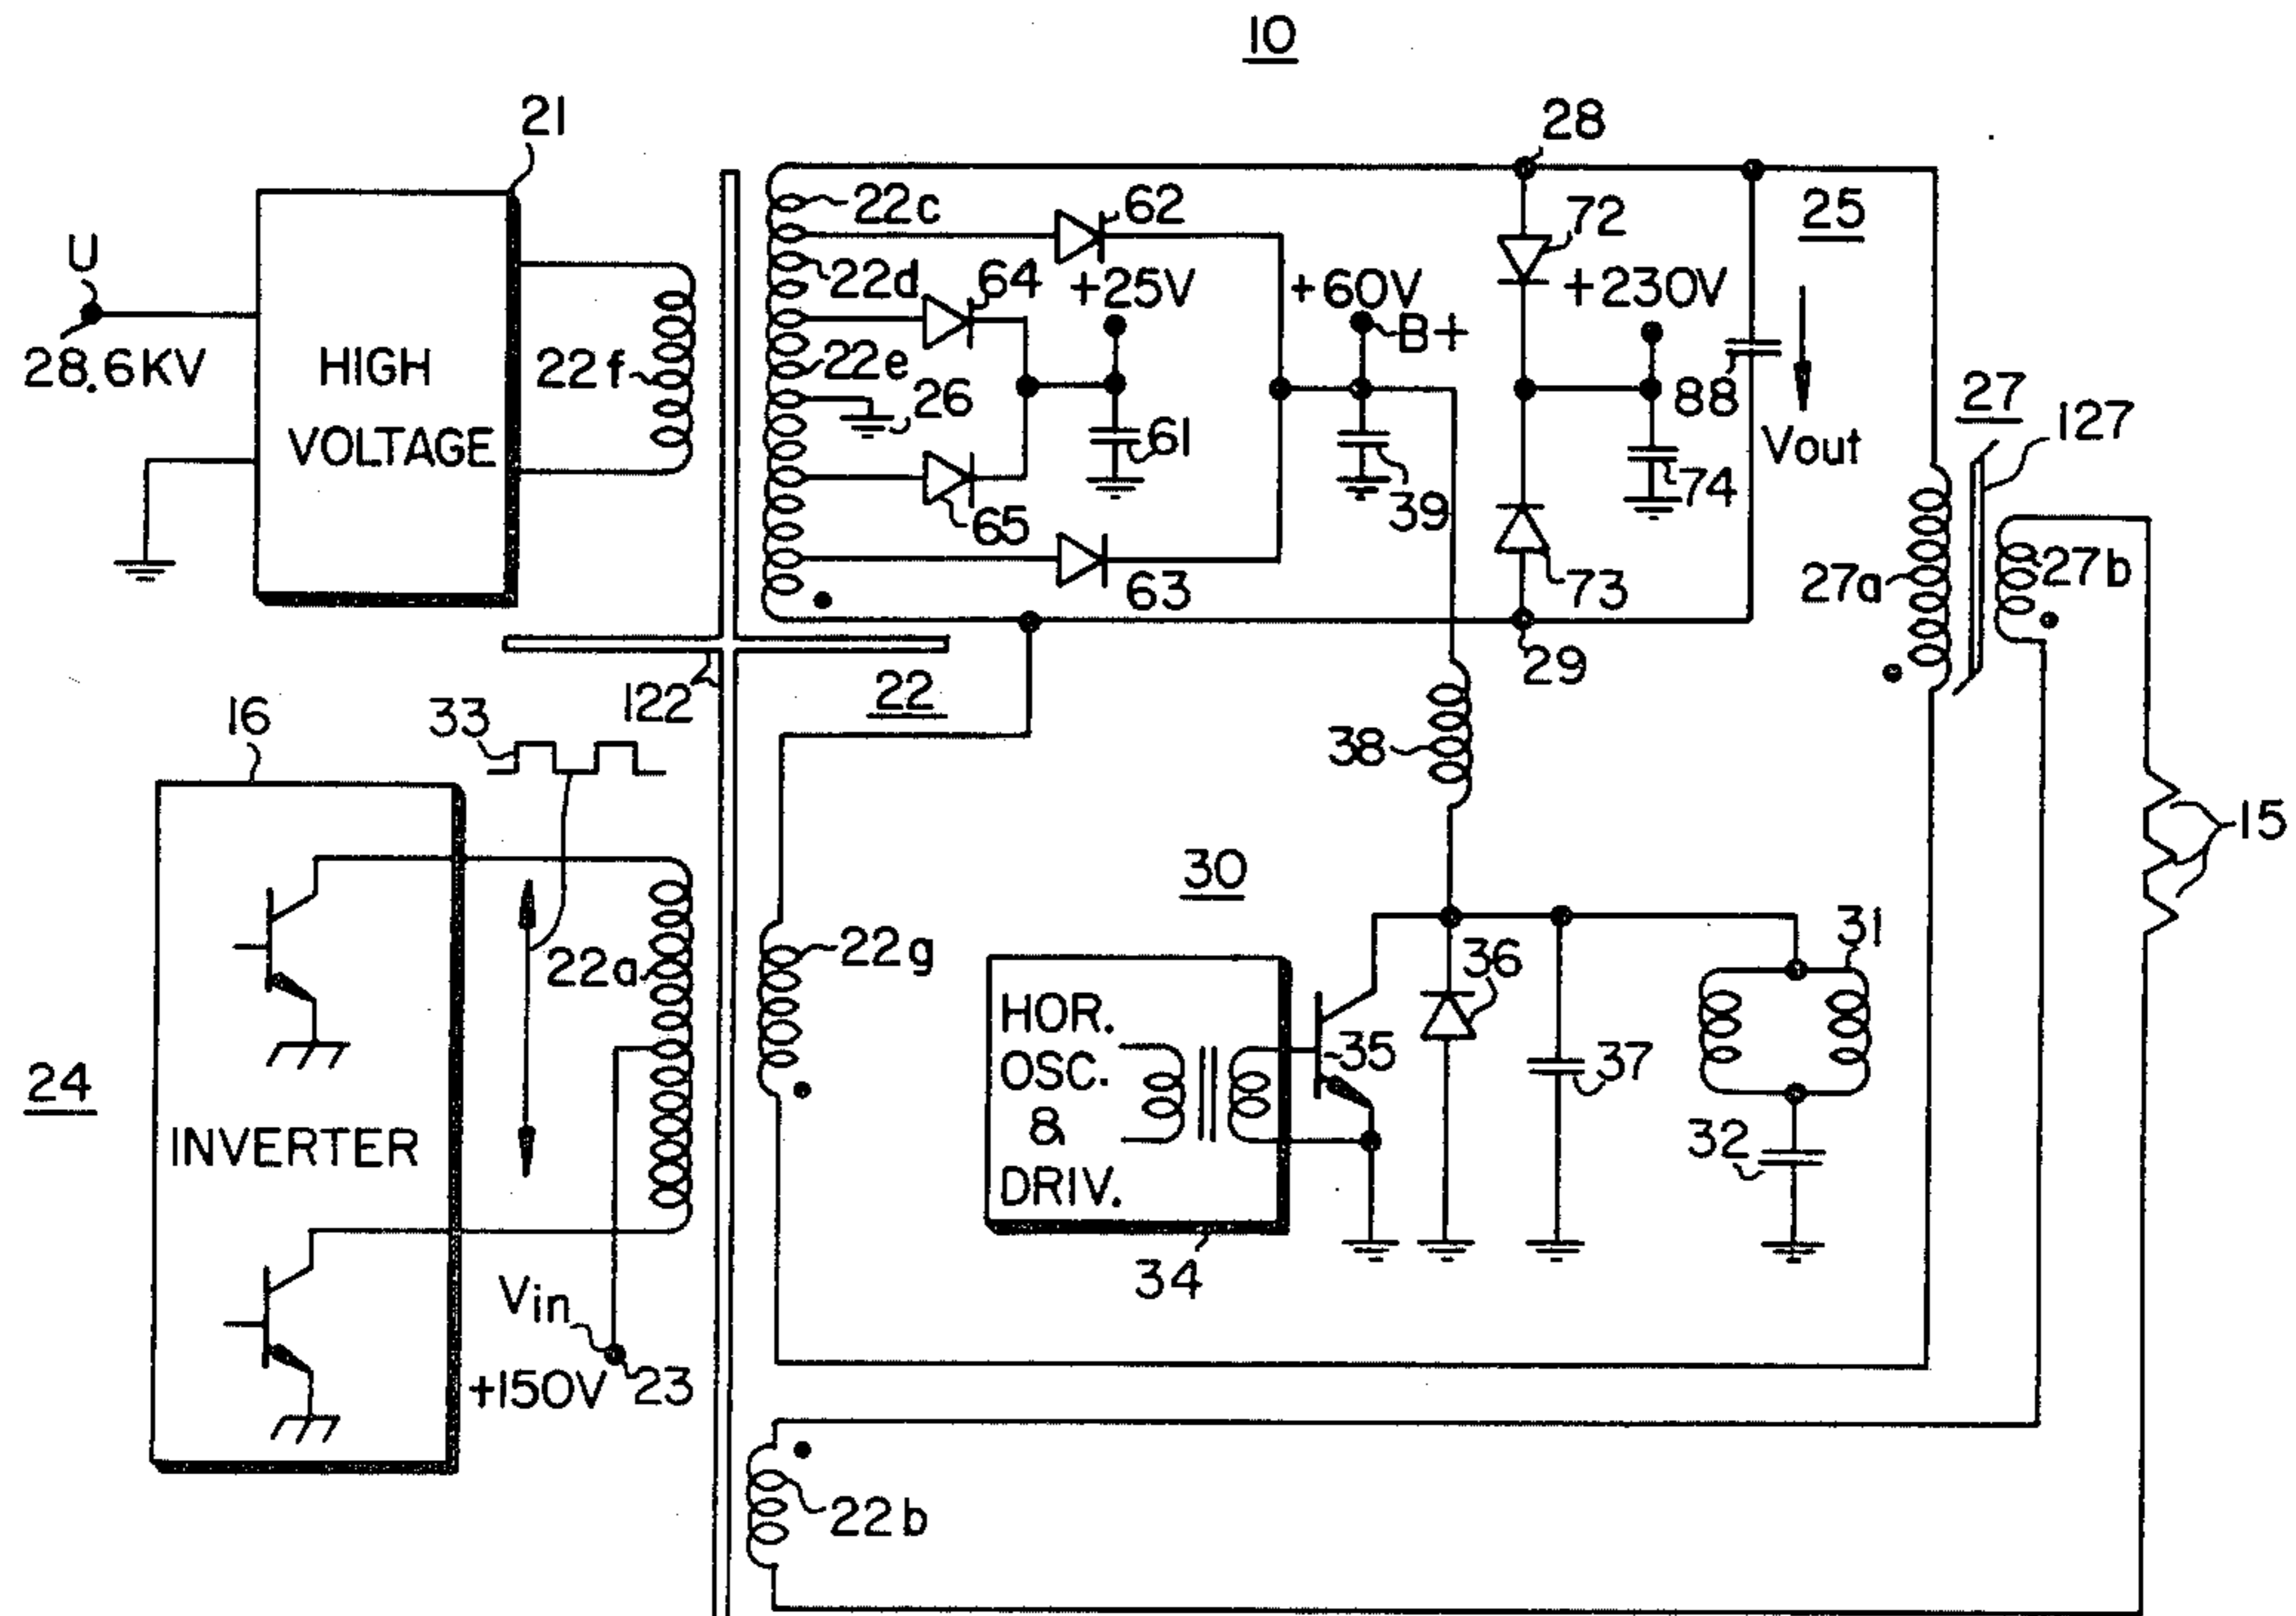 10
21
28
U
28.6KV
HIGH
VOLTAGE
22f
22c
62
25
72
22d
64
+25V
+60V
B+
+230V
22e
26
61
39
74
88
Vout
27
127
65
63
73
29
27a
27b
16
33
122
22
38
15
30
24
INVERTER
22a
22g
HOR.
OSC.
&
DRIV.
34
35
36
37
31
32
Vin
+150V
23
22b